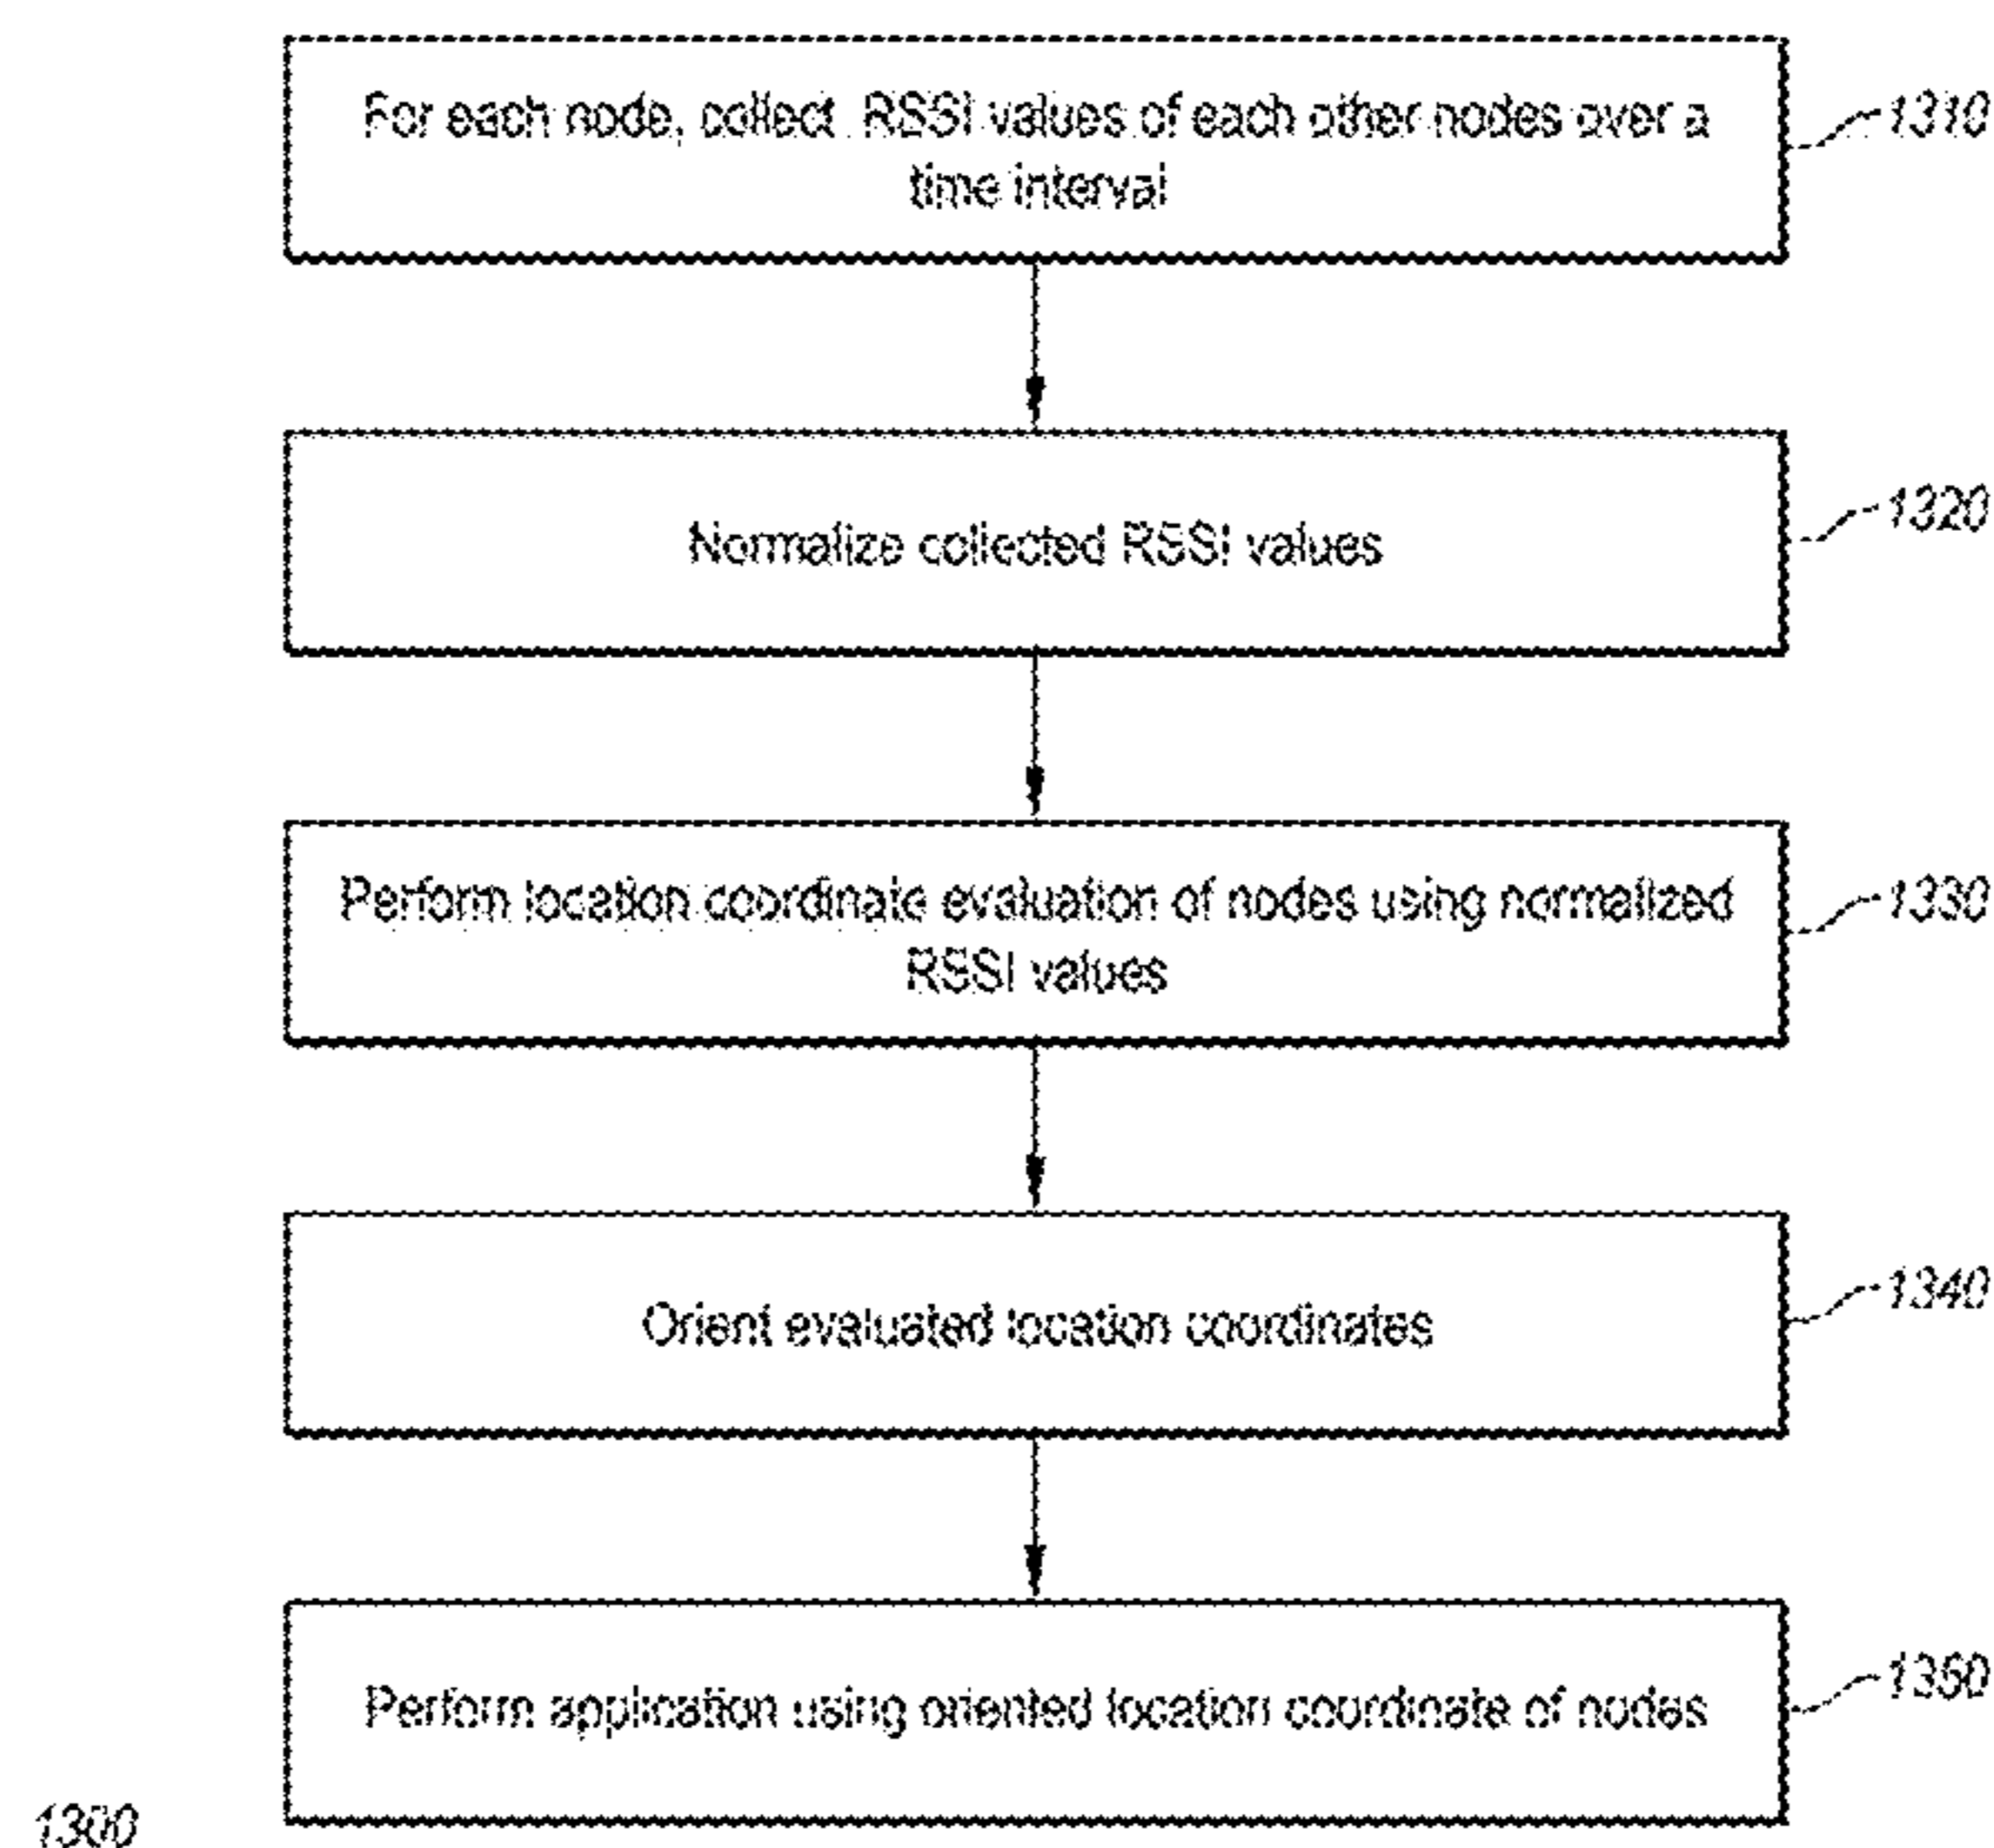 For each node, collect RSSI values of each other nodes over a
time interval
1310
Normalize collected RSSI values
1320
Perform location coordinate evaluation of nodes using normalized
RSSI values
1330
Orient evaluated location coordinates
1340
Perform application using oriented location coordinate of nodes
1350
1300